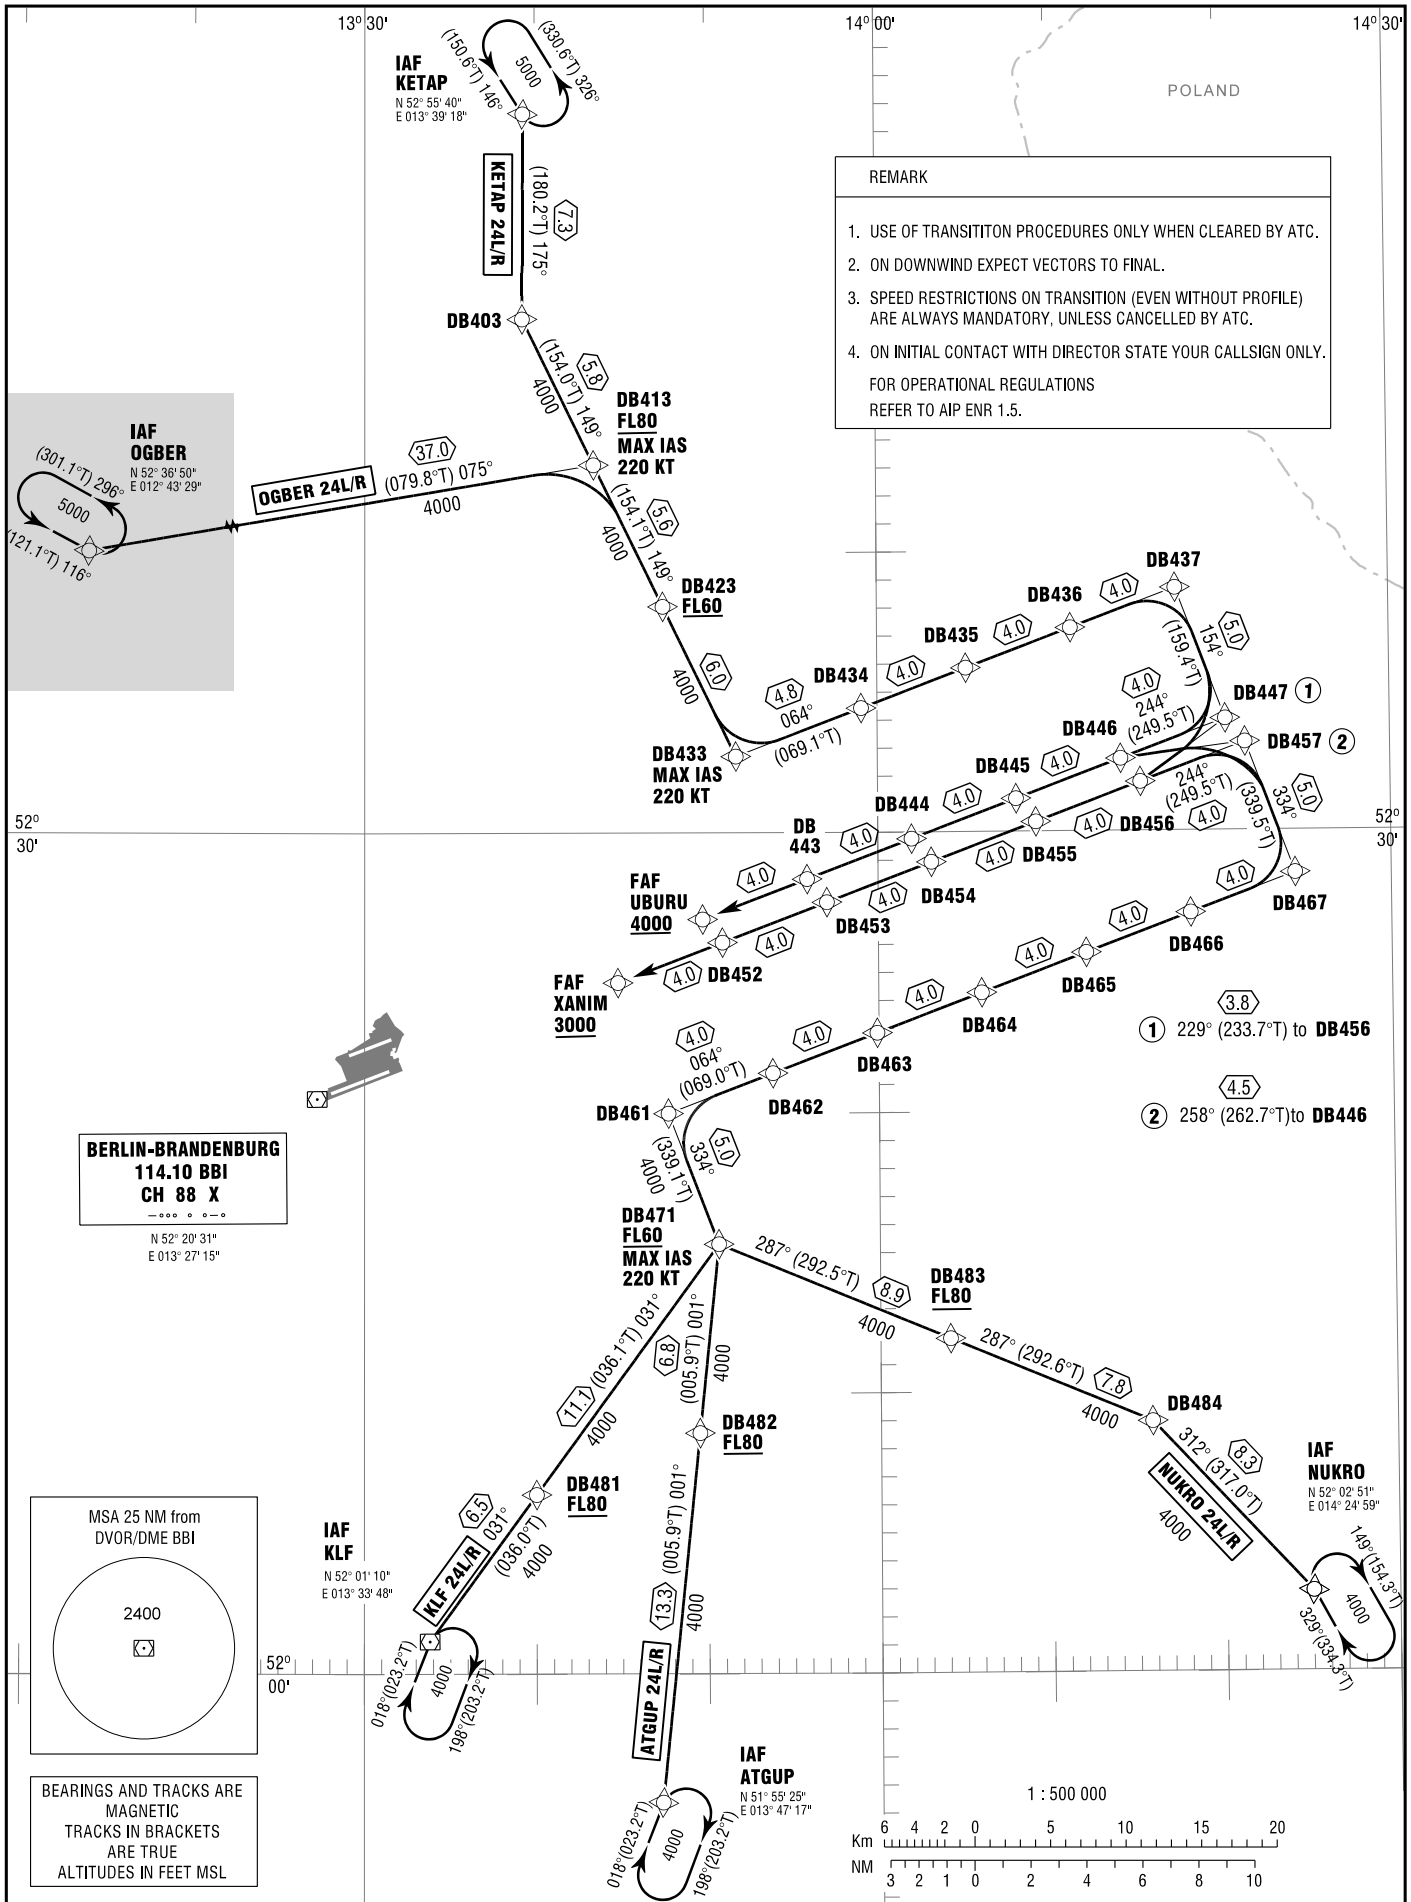 13° 30'
14° 00'
14° 30'
POLAND
IAF
KETAP
N 52° 55' 40"
E 013° 39' 18"
(150.6°T) 146°
5000
(330.6°T) 326°
KETAP 24L/R
7.3
(180.2°T) 175°
REMARK
1. USE OF TRANSITITON PROCEDURES ONLY WHEN CLEARED BY ATC.
2. ON DOWNWIND EXPECT VECTORS TO FINAL.
3. SPEED RESTRICTIONS ON TRANSITION (EVEN WITHOUT PROFILE)
ARE ALWAYS MANDATORY, UNLESS CANCELLED BY ATC.
4. ON INITIAL CONTACT WITH DIRECTOR STATE YOUR CALLSIGN ONLY.
FOR OPERATIONAL REGULATIONS
REFER TO AIP ENR 1.5.
DB403
5.8
(154.0°T) 149°
4000
DB413
FL80
MAX IAS
220 KT
IAF
OGBER
N 52° 36' 50"
E 012° 43' 29"
(301.1°T) 296°
5000
(121.1°T) 116°
OGBER 24L/R
37.0
(079.8°T) 075°
4000
5.6
(154.1°T) 149°
4000
DB423
FL60
6.0
4000
DB433
MAX IAS
220 KT
4.8
064°
(069.1°T)
DB434
4.0
DB435
4.0
DB436
4.0
DB437
5.0
154°
(159.4°T)
DB447 1
DB457 2
4.0
244°
(249.5°T)
DB446
4.0
DB445
4.0
DB444
4.0
DB
443
4.0
FAF
UBURU
4000
244°
(249.5°T)
4.0
DB456
4.0
DB455
4.0
DB454
4.0
DB453
4.0
DB452
4.0
FAF
XANIM
3000
5.0
334°
(339.5°T)
DB467
4.0
DB466
4.0
DB465
4.0
DB464
4.0
DB463
4.0
DB462
4.0
064°
(069.0°T)
DB461
52°
30'
52°
30'
3.8
1 229° (233.7°T) to DB456
4.5
2 258° (262.7°T)to DB446
BERLIN-BRANDENBURG
114.10 BBI
CH 88 X
N 52° 20' 31"
E 013° 27' 15"
5.0
334°
(339.1°T)
4000
DB471
FL60
MAX IAS
220 KT
287° (292.5°T)
8.9
4000
DB483
FL80
287° (292.6°T)
7.8
4000
DB484
8.3
312° (317.0°T)
NUKRO 24L/R
4000
IAF
NUKRO
N 52° 02' 51"
E 014° 24' 59"
149°(154.3°T)
4000
329°(334.3°T)
11.1 (036.1°T) 031°
4000
6.8 (005.9°T) 001°
4000
DB482
FL80
DB481
FL80
6.5
031°
KLF 24L/R
(036.0°T)
4000
IAF
KLF
N 52° 01' 10"
E 013° 33' 48"
018°(023.2°T)
4000
198°(203.2°T)
13.3 (005.9°T) 001°
4000
ATGUP 24L/R
IAF
ATGUP
N 51° 55' 25"
E 013° 47' 17"
018°(023.2°T)
4000
198°(203.2°T)
52°
00'
MSA 25 NM from
DVOR/DME BBI
2400
BEARINGS AND TRACKS ARE
MAGNETIC
TRACKS IN BRACKETS
ARE TRUE
ALTITUDES IN FEET MSL
1 : 500 000
Km 6 4 2 0 5 10 15 20
NM 3 2 1 0 2 4 6 8 10